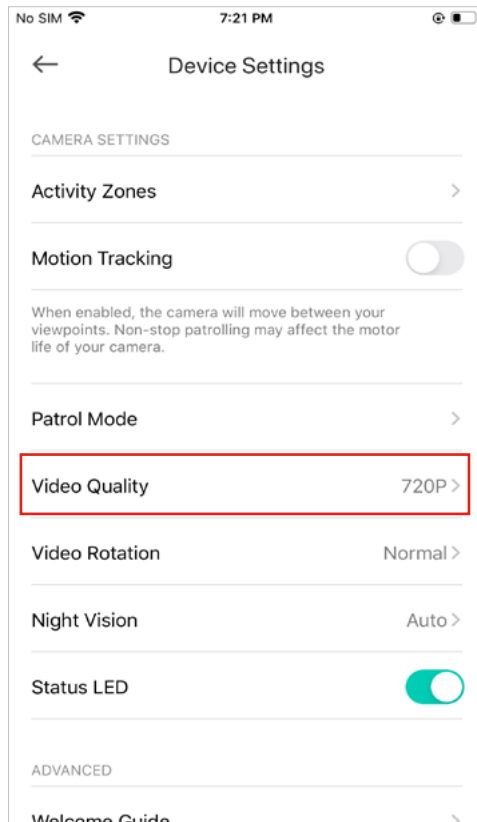 No SIM 7:21 PM
Device Settings
CAMERA SETTINGS
Activity Zones
Motion Tracking
When enabled, the camera will move between your
viewpoints. Non-stop patrolling may affect the motor
life of your camera.
Patrol Mode
Video Quality 720P
Video Rotation Normal
Night Vision Auto
Status LED
ADVANCED
Welcome Guide